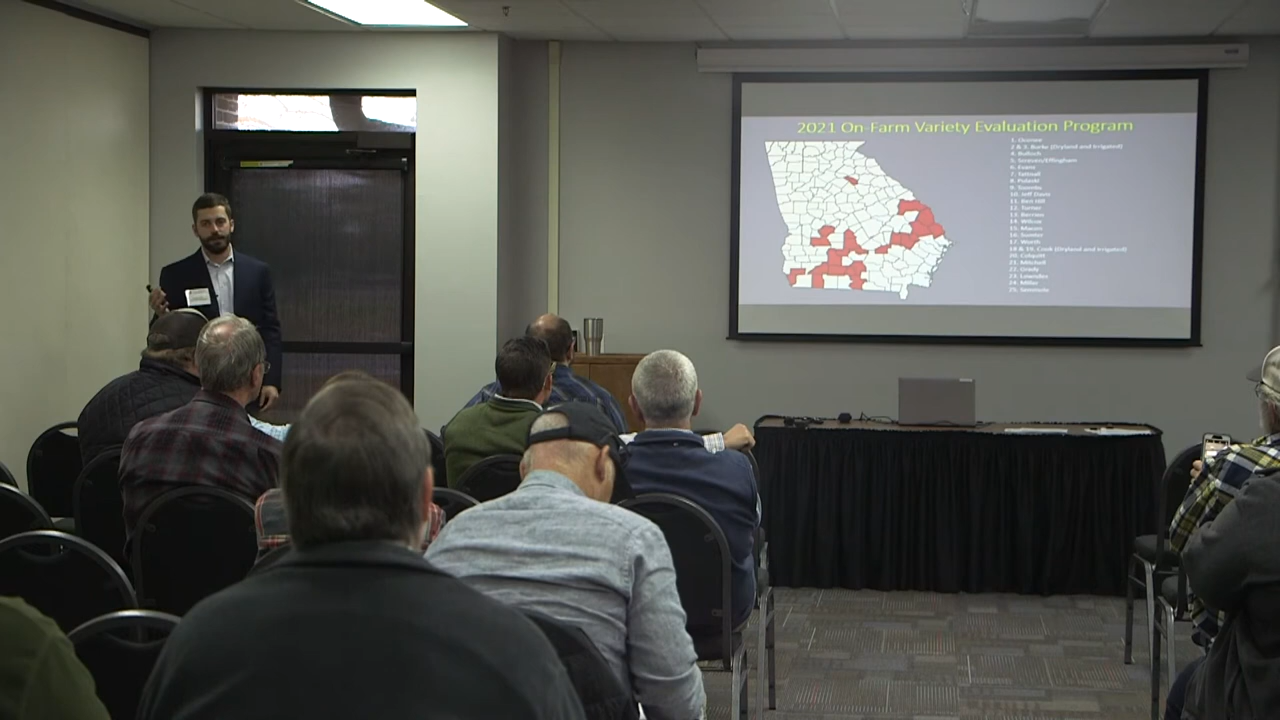 2021 On-Farm Variety Evaluation Program
1. Oconee
2 & 3. Burke (Dryland and Irrigated)
4. Bulloch
5. Screven/Effingham
6. Evans
7. Tattnall
8. Pulaski
10. Jeff Davis
11. Ben Hill
12. Turner
13. Berrien
14. Wilcox
15. Macon
16. Sumter
17. Worth
18 & 19. Cook (Dryland and Irrigated)
20. Colquitt
21. Mitchell
22. Grady
23. Lowndes
24. Miller
25. Seminole